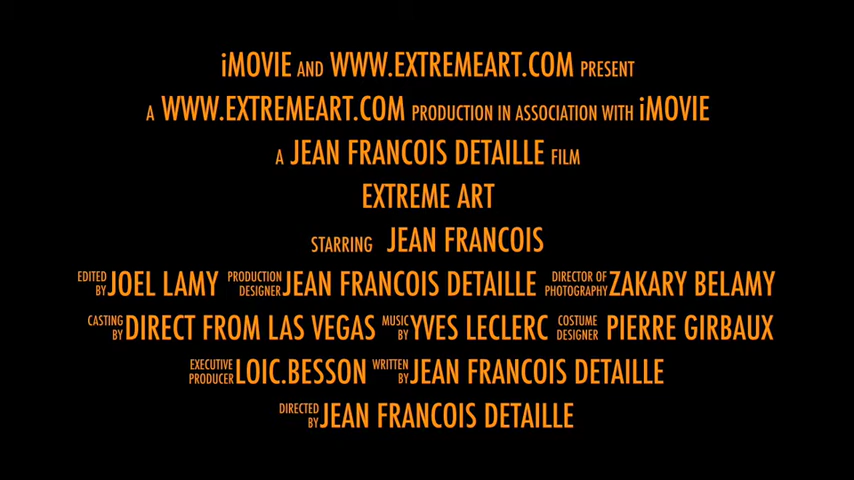 iMOVIE AND WWW.EXTREMEART.COM PRESENT
A WWW.EXTREMEART.COM PRODUCTION IN ASSOCIATION WITH iMOVIE
A JEAN FRANCOIS DETAILLE FILM
EXTREME ART
STARRING JEAN FRANCOIS
EDITED BY JOEL LAMY PRODUCTION DESIGNER JEAN FRANCOIS DETAILLE DIRECTOR OF PHOTOGRAPHY ZAKARY BELAMY
CASTING BY DIRECT FROM LAS VEGAS MUSIC BY YVES LECLERC COSTUME DESIGNER PIERRE GIRBAUX
EXECUTIVE PRODUCER LOIC.BESSON WRITTEN BY JEAN FRANCOIS DETAILLE
DIRECTED BY JEAN FRANCOIS DETAILLE